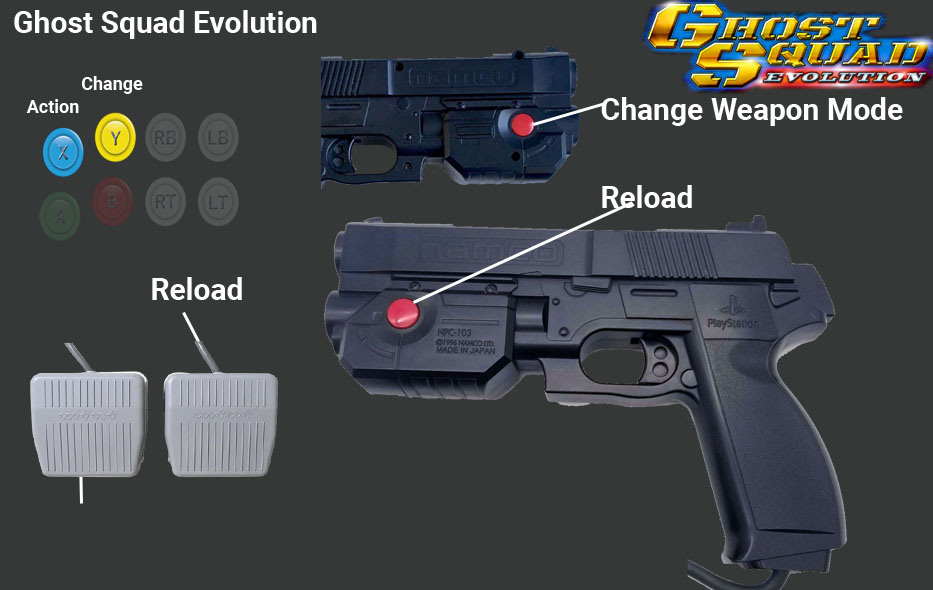 Ghost Squad Evolution
GHOST
SQUAD
EVOLUTION
Change
Action
X
Y
RB
LB
A
B
RT
LT
namco
Change Weapon Mode
Reload
namco
Reload
NPC-103
©1996 NAMCO LTD.
MADE IN JAPAN
PlayStation